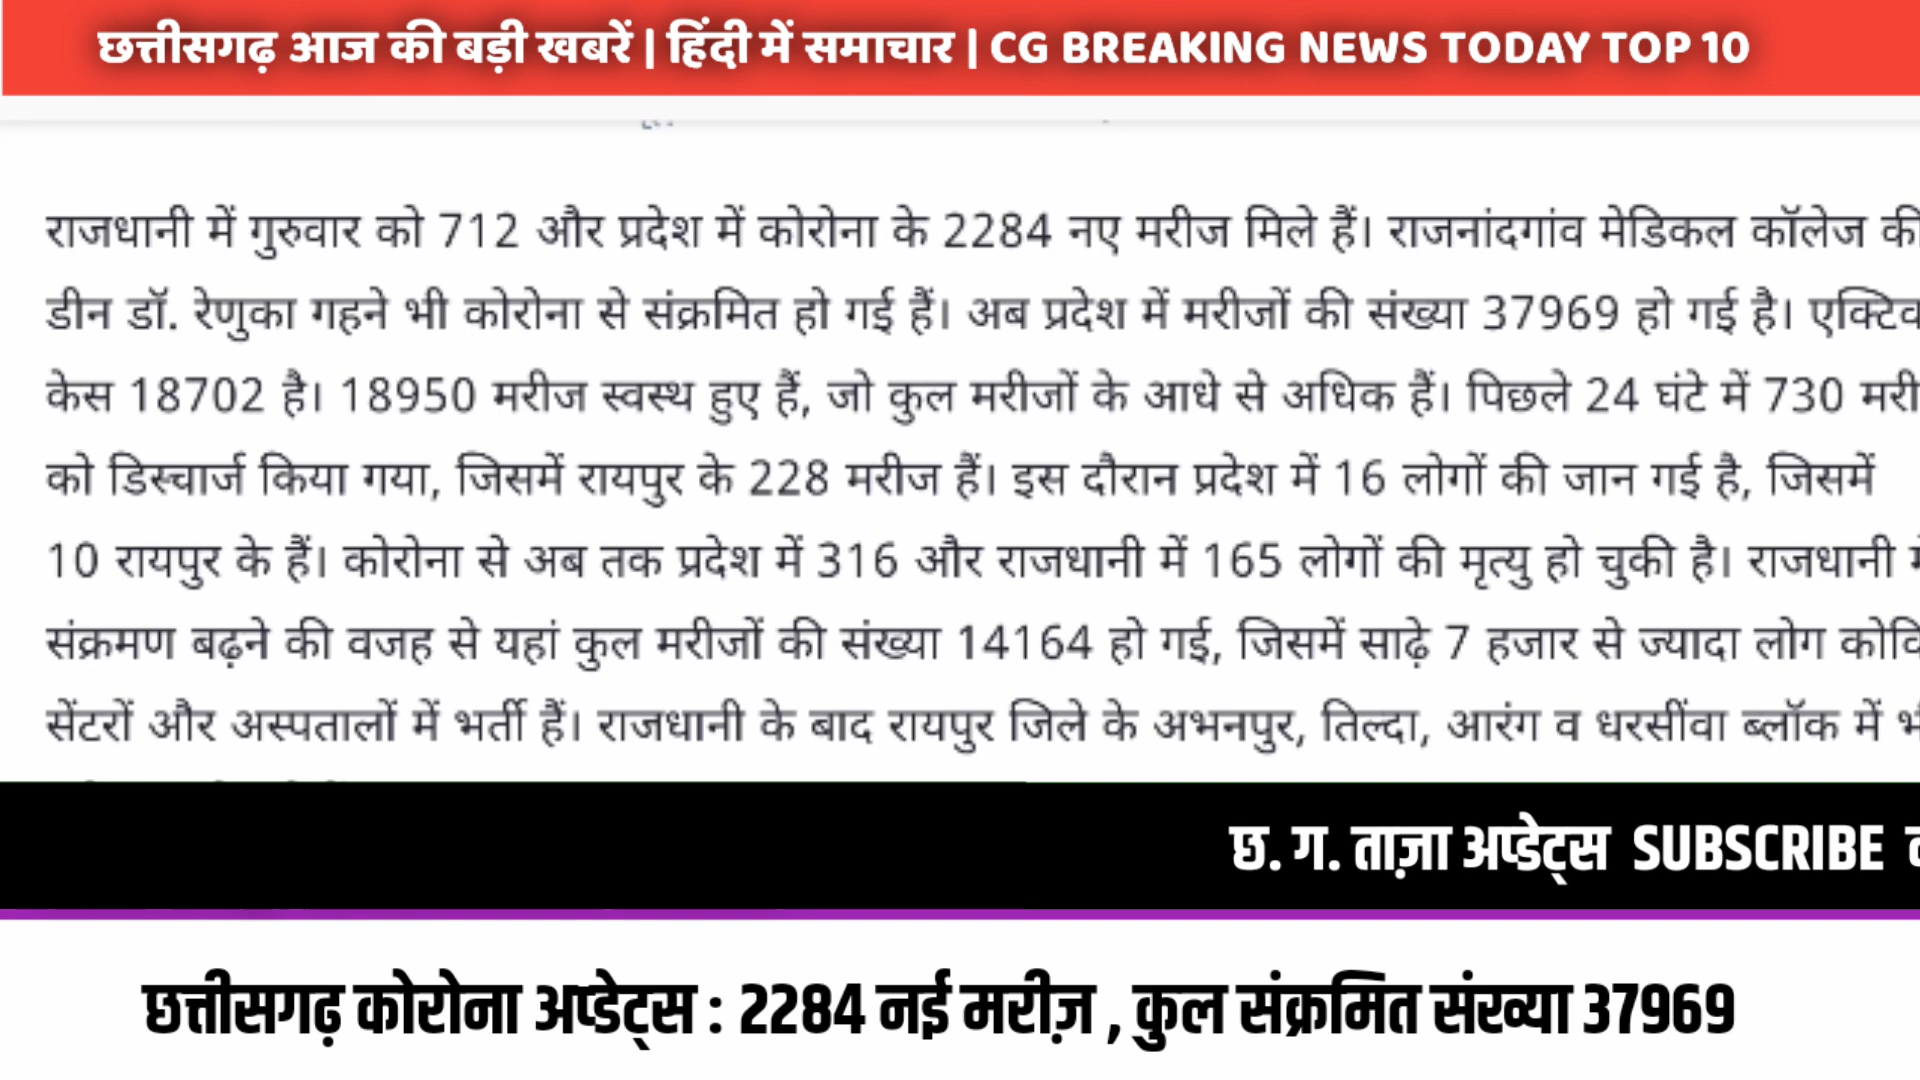 छत्तीसगढ़ आज की बड़ी खबरें | हिंदी में समाचार | CG BREAKING NEWS TODAY TOP 10
राजधानी में गुरुवार को 712 और प्रदेश में कोरोना के 2284 नए मरीज मिले हैं। राजनांदगांव मेडिकल कॉलेज की
डीन डॉ. रेणुका गहने भी कोरोना से संक्रमित हो गई हैं। अब प्रदेश में मरीजों की संख्या 37969 हो गई है। एक्टिव
केस 18702 है। 18950 मरीज स्वस्थ हुए हैं, जो कुल मरीजों के आधे से अधिक हैं। पिछले 24 घंटे में 730
को डिस्चार्ज किया गया, जिसमें रायपुर के 228 मरीज हैं। इस दौरान प्रदेश में 16 लोगों की जान गई है, जिसमें
10 रायपुर के हैं। कोरोना से अब तक प्रदेश में 316 और राजधानी में 165 लोगों की मृत्यु हो चुकी है। राजधानी
संक्रमण बढ़ने की वजह से यहां कुल मरीजों की संख्या 14164 हो गई, जिसमें साढ़े 7 हजार से ज्यादा लोग
सेंटरों और अस्पतालों में भर्ती हैं। राजधानी के बाद रायपुर जिले के अभनपुर, तिल्दा, आरंग व धरसींवा ब्लॉक में
छ. ग. ताज़ा अप्डेट्स SUBSCRIBE
छत्तीसगढ़ कोरोना अप्डेट्स : 2284 नई मरीज़ , कुल संक्रमित संख्या 37969